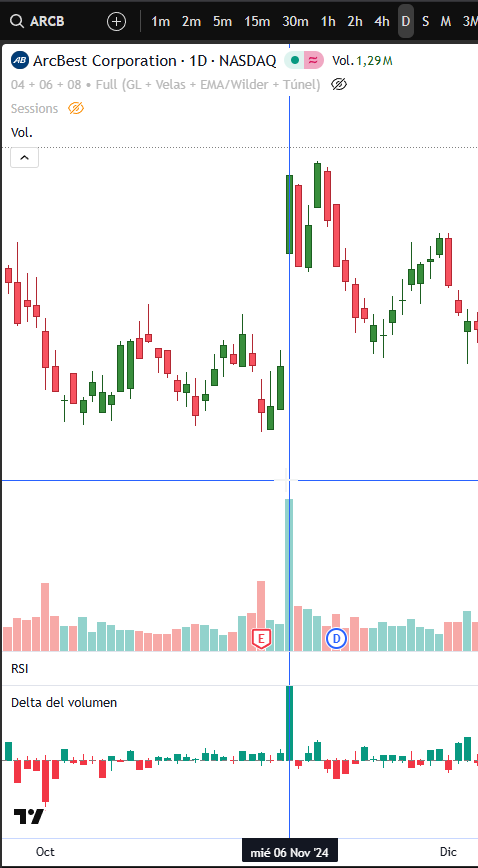 ARCB 1m 2m 5m 15m 30m 1h 2h 4h D S M 3M
AB ArcBest Corporation · 1D · NASDAQ Vol. 1,29 M
04 + 06 + 08 • Full (GL + Velas + EMA/Wilder + Túnel)
Sessions
Vol.
E D
RSI
Delta del volumen
Oct mié 06 Nov '24 Dic